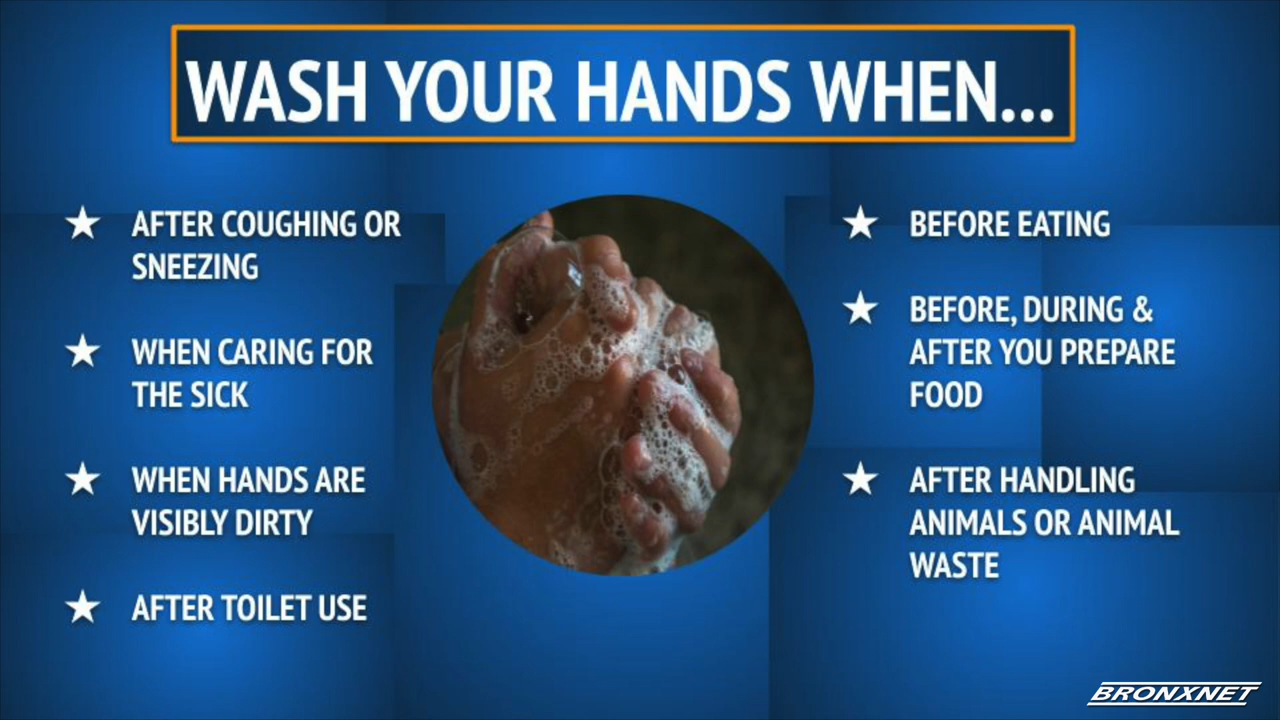 WASH YOUR HANDS WHEN...
AFTER COUGHING OR
SNEEZING
WHEN CARING FOR
THE SICK
WHEN HANDS ARE
VISIBLY DIRTY
AFTER TOILET USE
BEFORE EATING
BEFORE, DURING &
AFTER YOU PREPARE
FOOD
AFTER HANDLING
ANIMALS OR ANIMAL
WASTE
BRONXNET